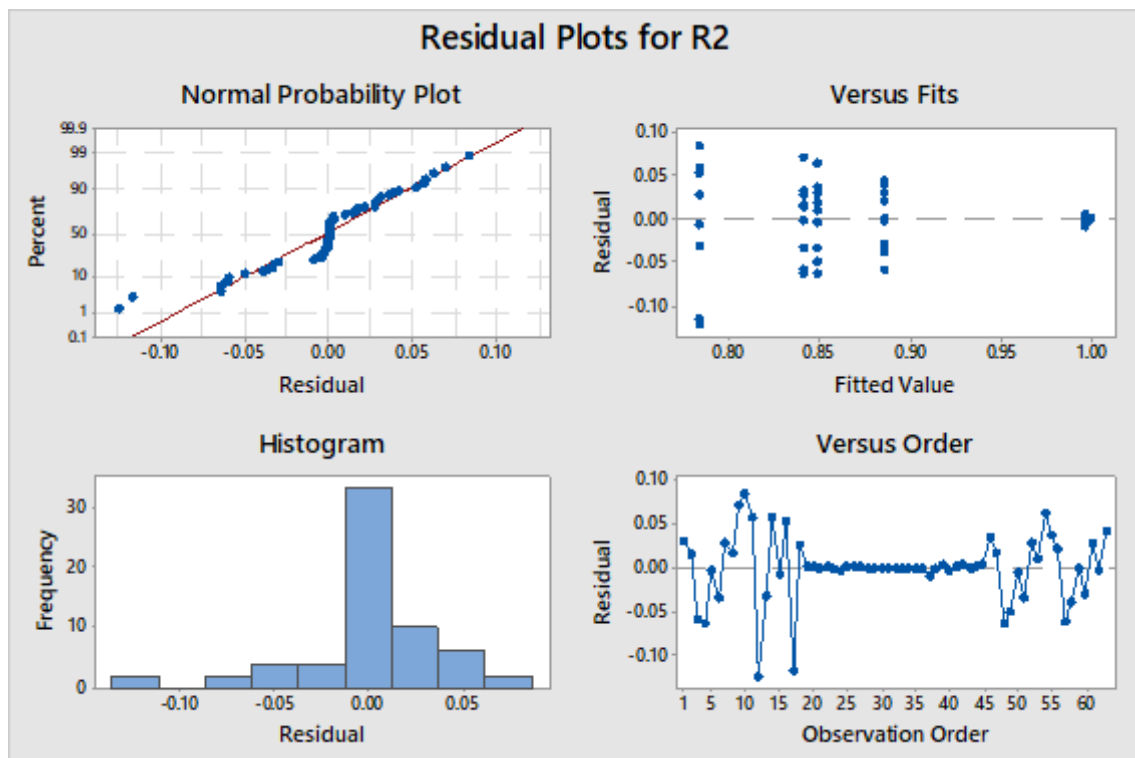 Residual Plots for R2
Normal Probability Plot
Percent
99.9
99
90
50
10
1
0.1
-0.10 -0.05 0.00 0.05 0.10
Residual
Versus Fits
Residual
0.10
0.05
0.00
-0.05
-0.10
0.80 0.85 0.90 0.95 1.00
Fitted Value
Histogram
Frequency
30
20
10
0
-0.10 -0.05 0.00 0.05
Residual
Versus Order
Residual
0.10
0.05
0.00
-0.05
-0.10
1 5 10 15 20 25 30 35 40 45 50 55 60
Observation Order